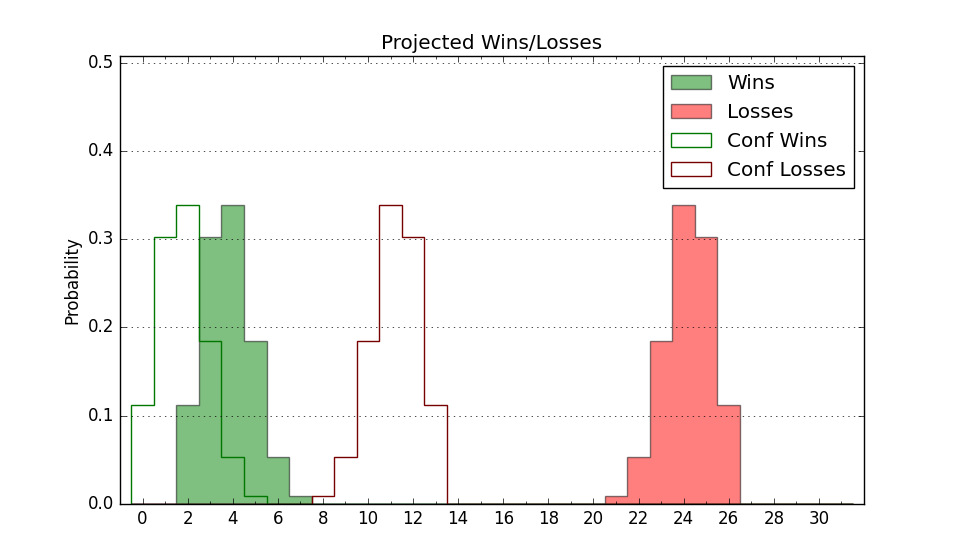 Projected Wins/Losses
0.5
0.4
0.3
0.2
0.1
0.0
Probability
Wins
Losses
Conf Wins
Conf Losses
0 2 4 6 8 10 12 14 16 18 20 22 24 26 28 30